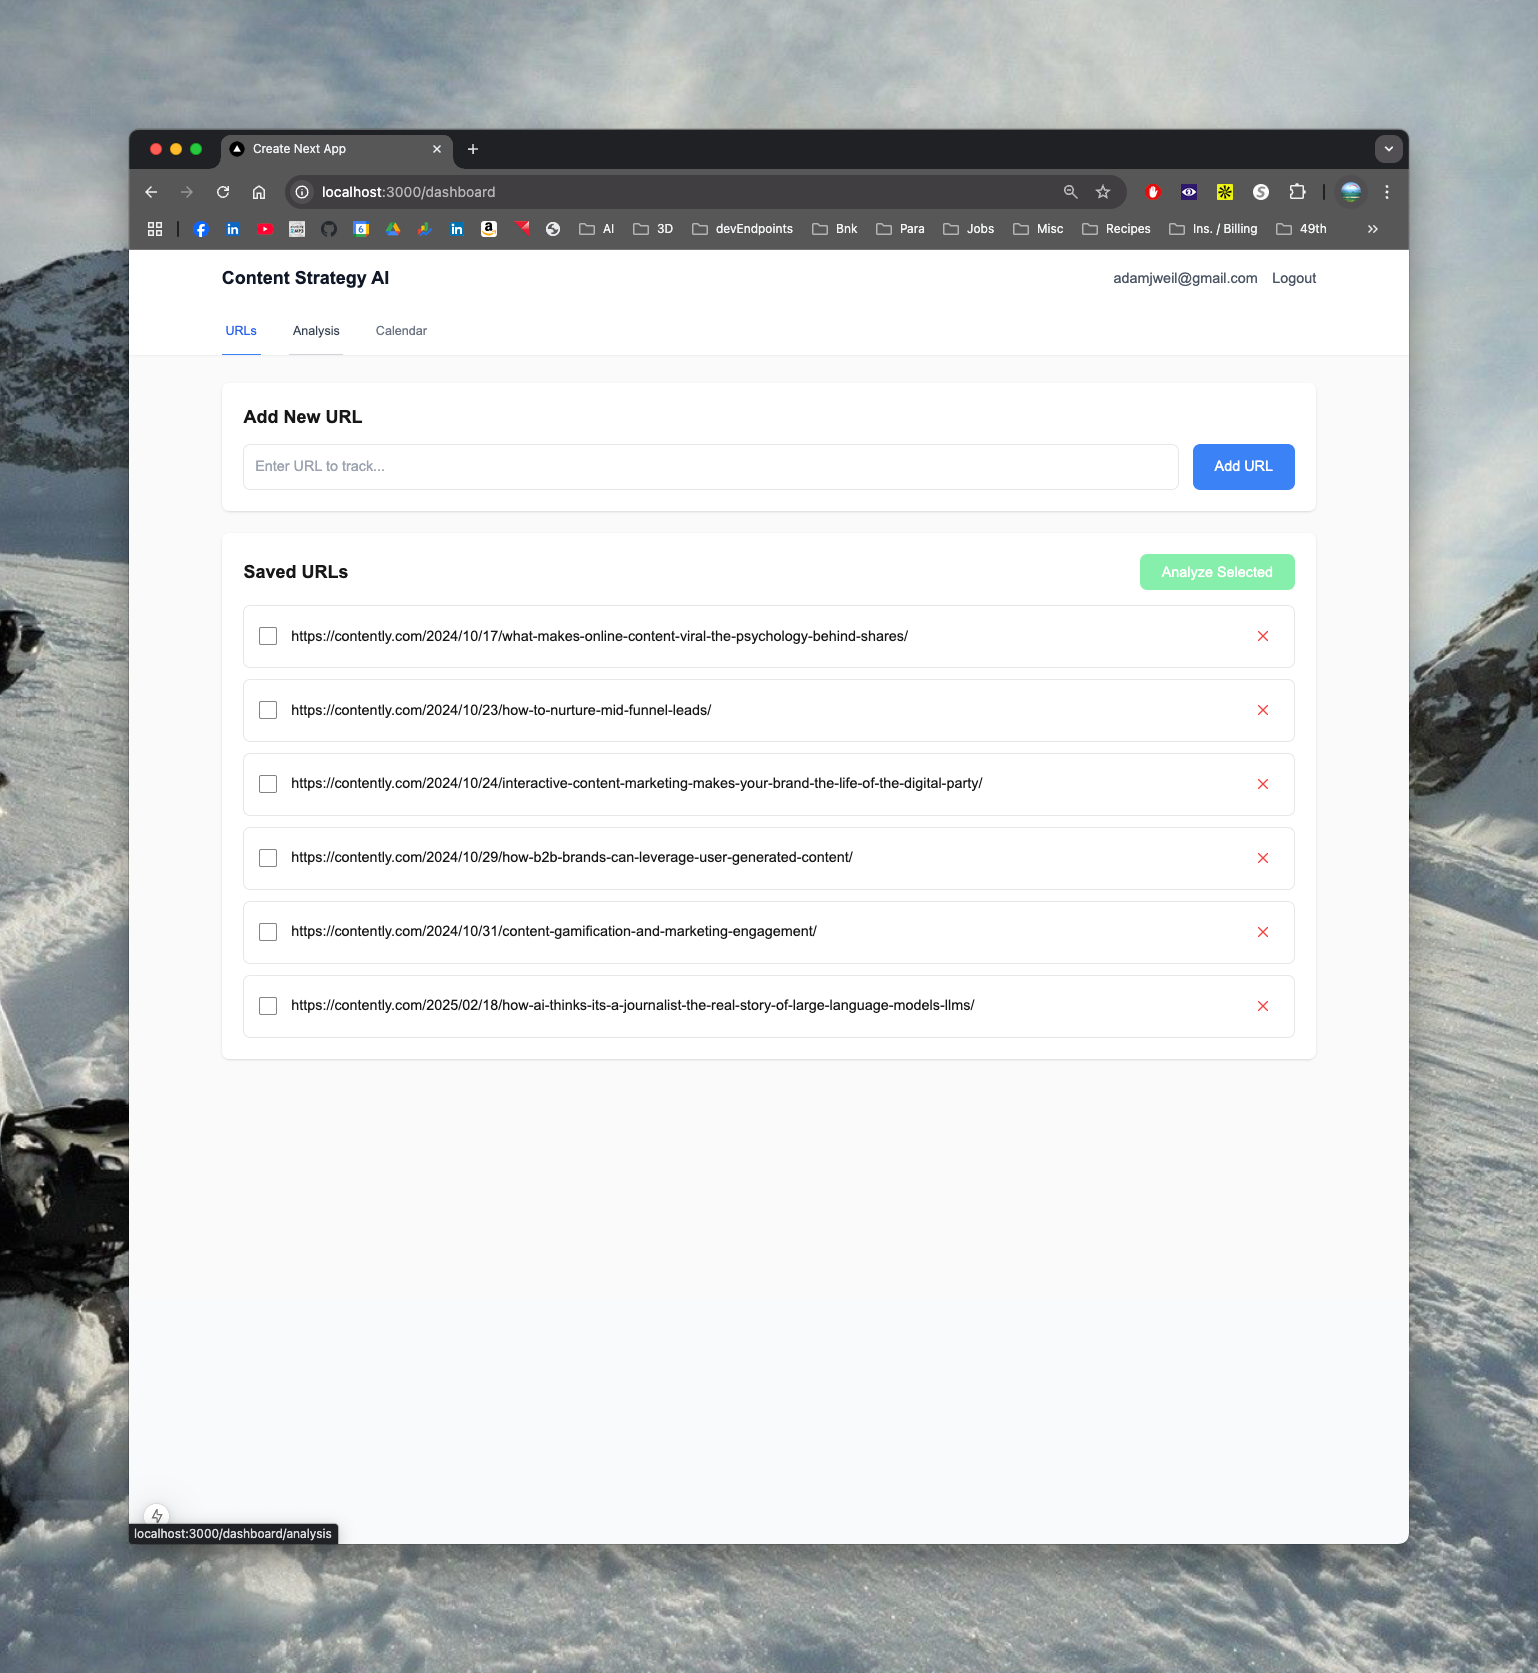 Create Next App
localhost:3000/dashboard
6 AI 3D devEndpoints Bnk Para Jobs Misc Recipes Ins. / Billing 49th
Content Strategy AI adamjweil@gmail.com Logout
URLs Analysis Calendar
Add New URL
Enter URL to track... Add URL
Saved URLs Analyze Selected
https://contently.com/2024/10/17/what-makes-online-content-viral-the-psychology-behind-shares/
https://contently.com/2024/10/23/how-to-nurture-mid-funnel-leads/
https://contently.com/2024/10/24/interactive-content-marketing-makes-your-brand-the-life-of-the-digital-party/
https://contently.com/2024/10/29/how-b2b-brands-can-leverage-user-generated-content/
https://contently.com/2024/10/31/content-gamification-and-marketing-engagement/
https://contently.com/2025/02/18/how-ai-thinks-its-a-journalist-the-real-story-of-large-language-models-llms/
localhost:3000/dashboard/analysis